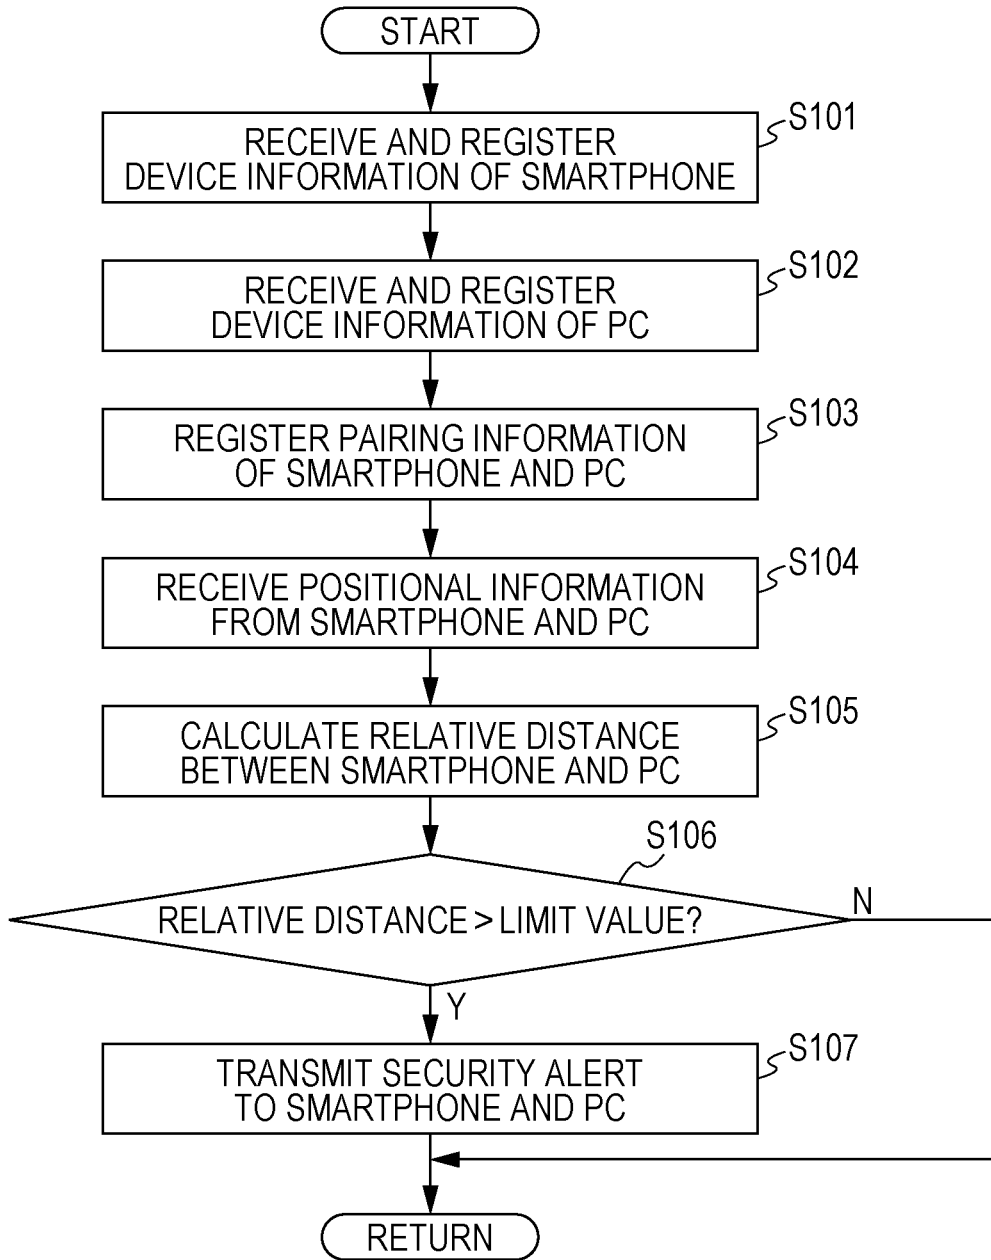 START
S101
RECEIVE AND REGISTER
DEVICE INFORMATION OF SMARTPHONE
S102
RECEIVE AND REGISTER
DEVICE INFORMATION OF PC
S103
REGISTER PAIRING INFORMATION
OF SMARTPHONE AND PC
S104
RECEIVE POSITIONAL INFORMATION
FROM SMARTPHONE AND PC
S105
CALCULATE RELATIVE DISTANCE
BETWEEN SMARTPHONE AND PC
S106
RELATIVE DISTANCE > LIMIT VALUE?
N
Y
S107
TRANSMIT SECURITY ALERT
TO SMARTPHONE AND PC
RETURN